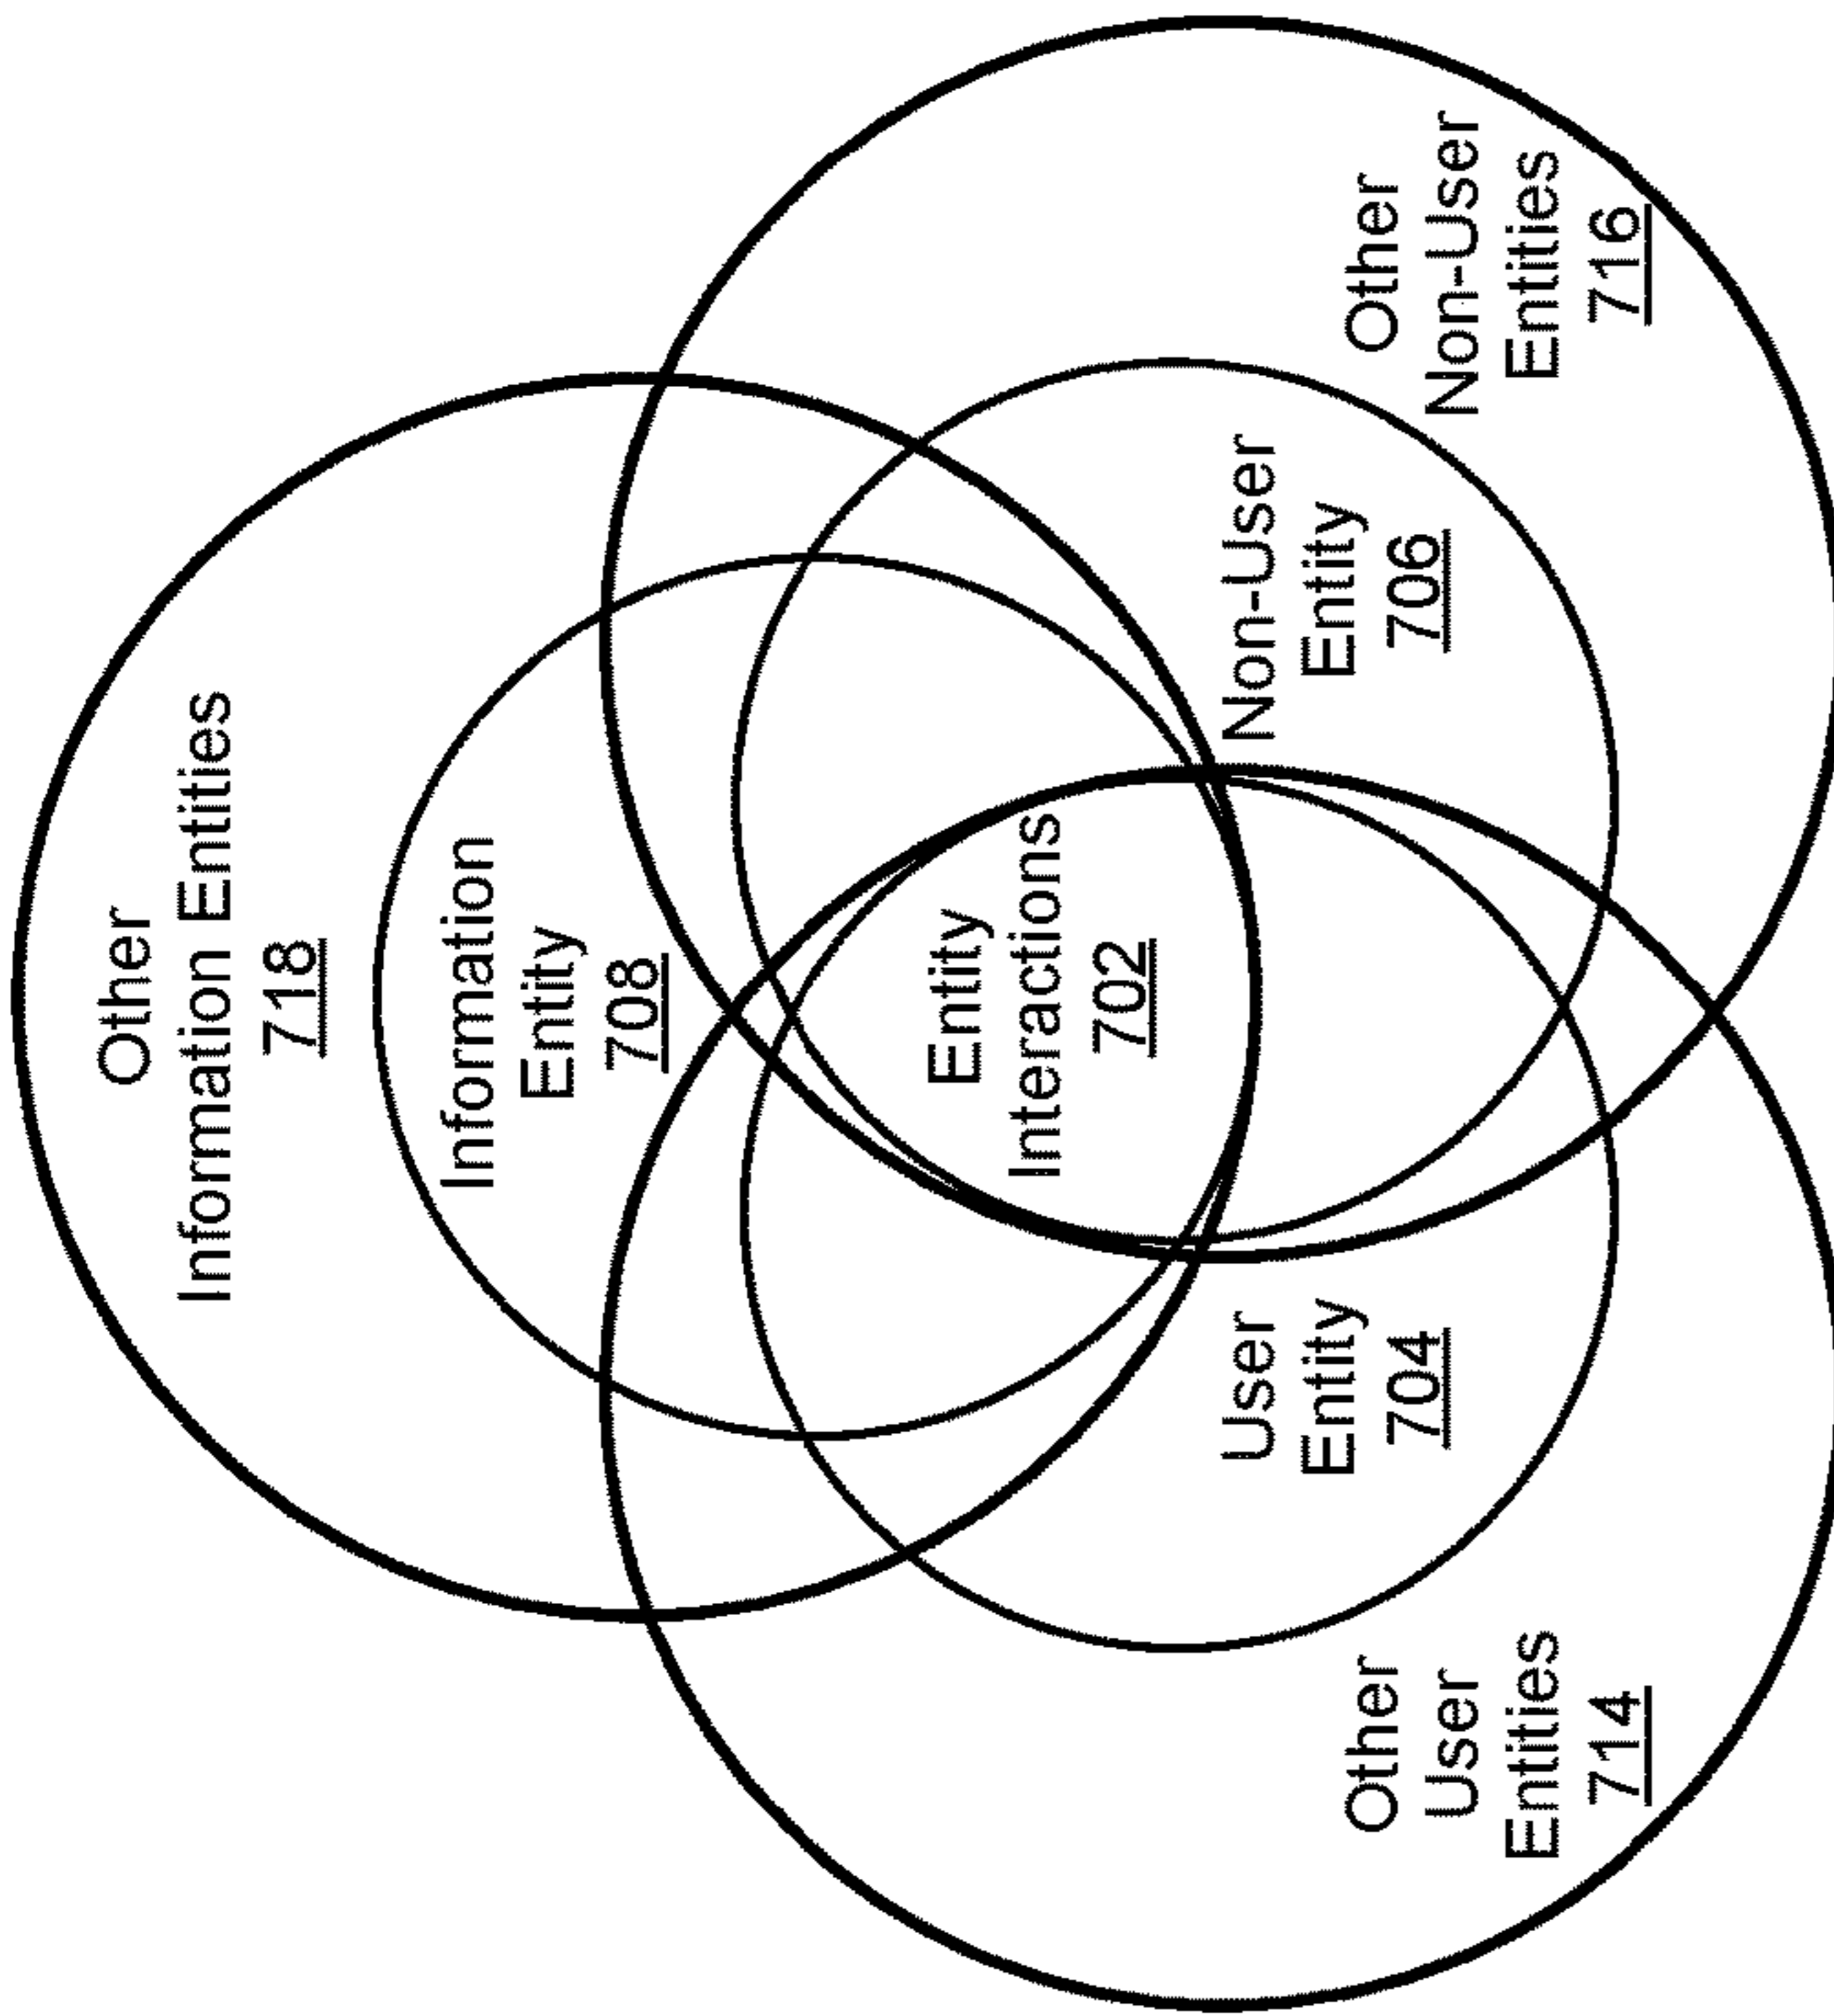 Other
Information Entities
718
Information
Entity
708
Entity
Interactions
702
User
Entity
704
Non-User
Entity
706
Other
User
Entities
714
Other
Non-User
Entities
716